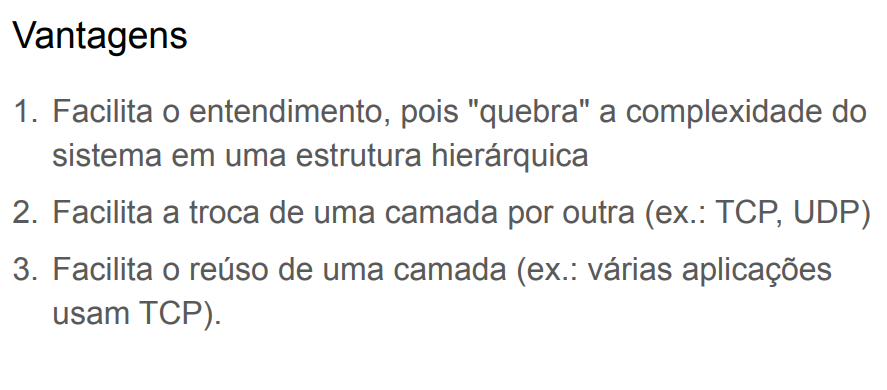 Vantagens
1. Facilita o entendimento, pois "quebra" a complexidade do
sistema em uma estrutura hierárquica
2. Facilita a troca de uma camada por outra (ex.: TCP, UDP)
3. Facilita o reúso de uma camada (ex.: várias aplicações
usam TCP).